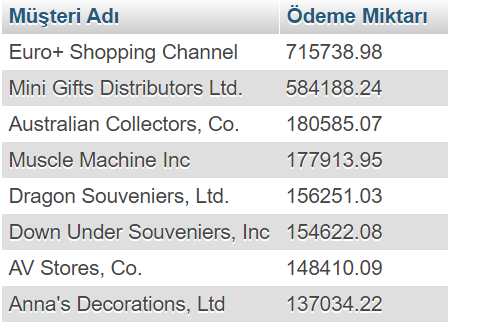 Müşteri Adı Ödeme Miktarı
Euro+ Shopping Channel 715738.98
Mini Gifts Distributors Ltd. 584188.24
Australian Collectors, Co. 180585.07
Muscle Machine Inc 177913.95
Dragon Souveniers, Ltd. 156251.03
Down Under Souveniers, Inc 154622.08
AV Stores, Co. 148410.09
Anna's Decorations, Ltd 137034.22